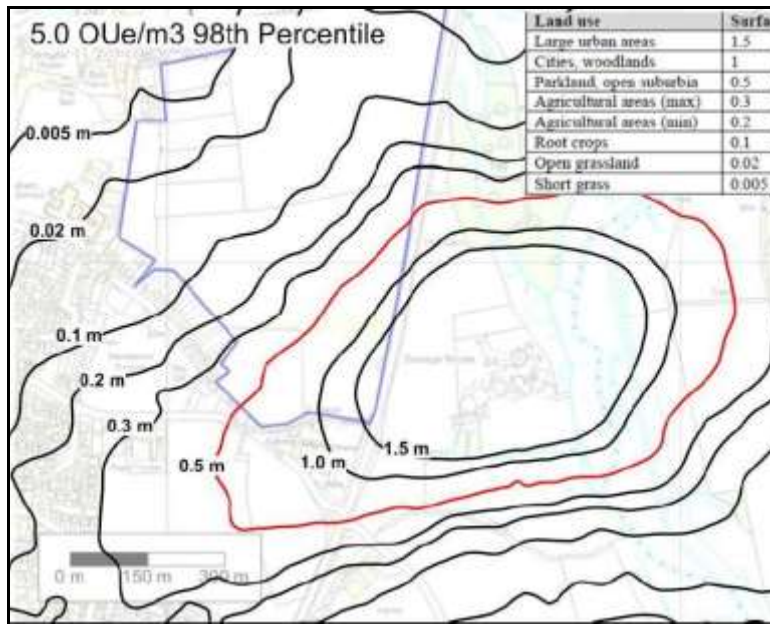 5.0 OUe/m3 98th Percentile
Land use Surfa
Large urban areas 1.5
Cities, woodlands 1
Parkland, open suburbia 0.5
Agricultural areas (max) 0.3
Agricultural areas (min) 0.2
Root crops 0.1
Open grassland 0.02
Short grass 0.005
0.005 m
0.02 m
0.1 m
0.2 m
0.3 m
0.5 m
1.0 m
1.5 m
0 m 150 m 300 m